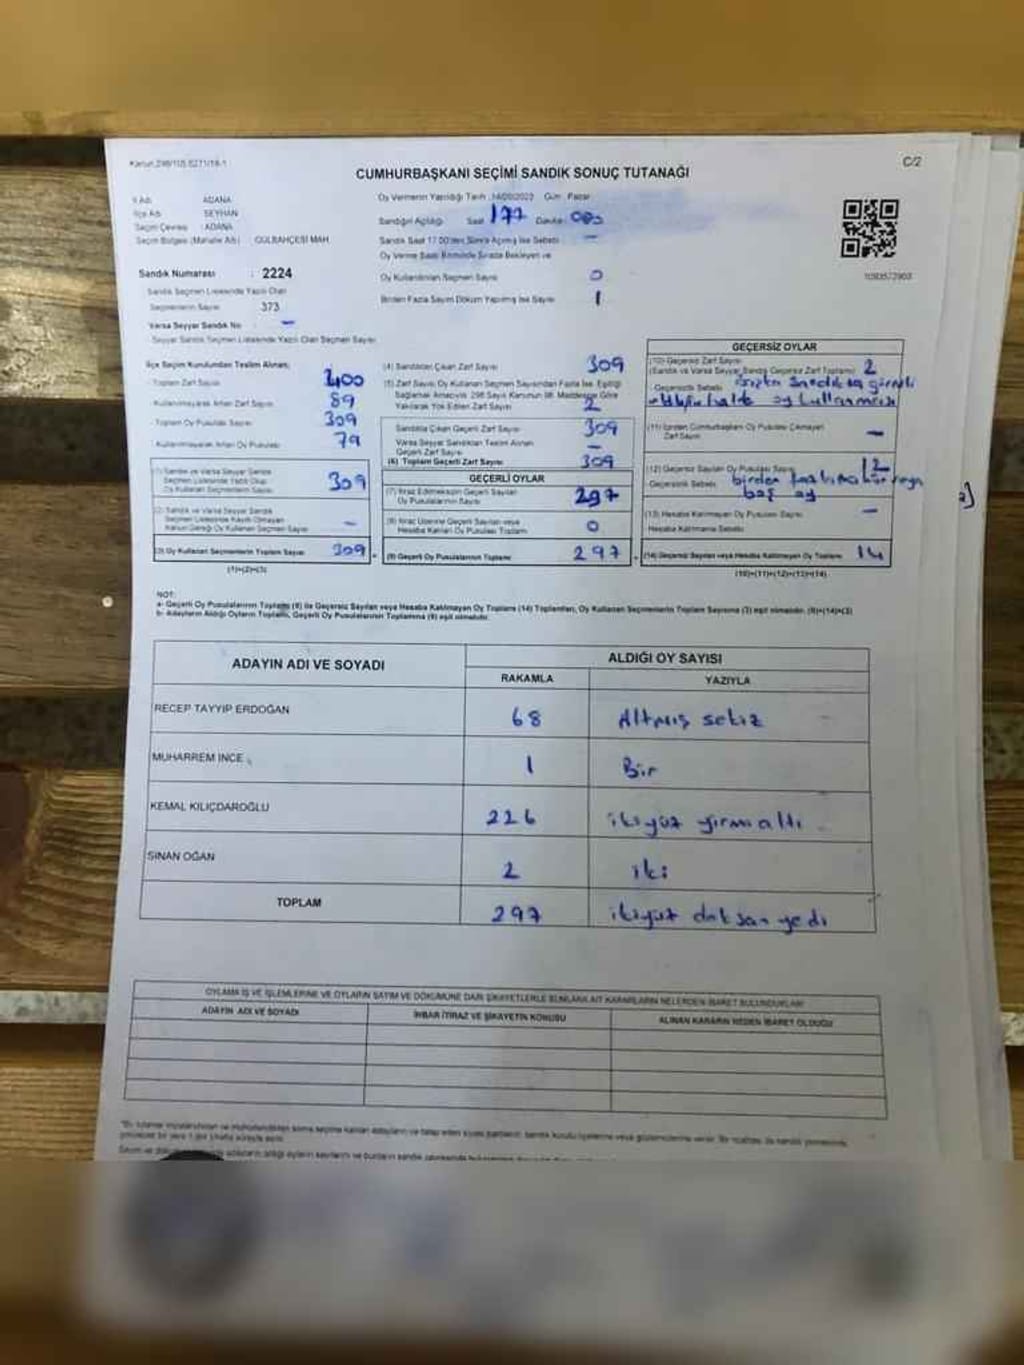 Kanun 298/105 6271/18-1
C/2
CUMHURBAŞKANI SEÇİMİ SANDIK SONUÇ TUTANAĞI
İl Adı ADANA
İlçe Adı SEYHAN
Seçim Çevresi : ADANA
Seçim Bölgesi (Mahalle Adı) GÜLBAHÇESİ MAH.
Oy Vermenin Yapıldığı Tarih : 14/05/2023 Gün : Pazar
Sandığın Açıldığı Saat Dakika
Sandık Saat 17.00'den Sonra Açılmış İse Sebebi –
Oy Verme Saati Bitiminde Sırada Bekleyen ve
Oy Kullandırılan Seçmen Sayısı 0
Birden Fazla Sayım Döküm Yapılmış İse Sayısı 1
Sandık Numarası : 2224
Sandık Seçmen Listesinde Yazılı Olan
Seçmenlerin Sayısı 373
Varsa Seyyar Sandık No –
Seyyar Sandık Seçmen Listesinde Yazılı Olan Seçmen Sayısı
İlçe Seçim Kurulundan Teslim Alınan;
Toplam Zarf Sayısı 400
Kullanılmayarak Artan Zarf Sayısı 89
Toplam Oy Pusulası Sayısı 309
Kullanılmayarak Artan Oy Pusulası 79
(1) Sandık ve Varsa Seyyar Sandık
Seçmen Listesinde Yazılı Olup
Oy Kullanan Seçmenlerin Sayısı 309
(2) Sandık ve Varsa Seyyar Sandık
Seçmen Listesinde Kayıtlı Olmayan
Kanun Gereği Oy Kullanan Seçmen Sayısı –
(3) Oy Kullanan Seçmenlerin Toplam Sayısı 309
(1)+(2)=(3)
(4) Sandıktan Çıkan Zarf Sayısı 309
(5) Zarf Sayısı Oy Kullanan Seçmen Sayısından Fazla İse, Eşitliği
Sağlamak Amacıyla 298 Sayılı Kanunun 98. Maddesine Göre
Yakılarak Yok Edilen Zarf Sayısı 2
Sandıkta Çıkan Geçerli Zarf Sayısı 309
Varsa Seyyar Sandıktan Teslim Alınan
Geçerli Zarf Sayısı –
(6) Toplam Geçerli Zarf Sayısı 309
GEÇERLİ OYLAR
(7) İtiraz Edilmeksizin Geçerli Sayılan
Oy Pusulalarının Sayısı 297
(8) İtiraz Üzerine Geçerli Sayılan veya
Hesaba Katılan Oy Pusulası Toplamı 0
(9) Geçerli Oy Pusulalarının Toplamı 297
GEÇERSİZ OYLAR
(10) Geçersiz Zarf Sayısı
(Sandık ve Varsa Seyyar Sandık Geçersiz Zarf Toplamı) 2
Geçersizlik Sebebi sandıkta görevli
olduğu halde oy kullanması
(11) İçinden Cumhurbaşkanı Oy Pusulası Çıkmayan
Zarf Sayısı –
(12) Geçersiz Sayılan Oy Pusulası Sayısı 12
Geçersizlik Sebebi birden fazla mühür veya
boş oy
(13) Hesaba Katılmayan Oy Pusulası Sayısı –
Hesaba Katılmama Sebebi
(14) Geçersiz Sayılan veya Hesaba Katılmayan Oy Toplamı 14
(10)+(11)+(12)+(13)=(14)
NOT:
a- Geçerli Oy Pusulalarının Toplamı (9) ile Geçersiz Sayılan veya Hesaba Katılmayan Oy Toplamı (14) Toplamları, Oy Kullanan Seçmenlerin Toplam Sayısına (3) eşit olmalıdır. (9)+(14)=(3)
b- Adayların Aldığı Oyların Toplamı, Geçerli Oy Pusulalarının Toplamına (9) eşit olmalıdır.
ADAYIN ADI VE SOYADI
ALDIĞI OY SAYISI
RAKAMLA YAZIYLA
RECEP TAYYİP ERDOĞAN 68 Altmış sekiz
MUHARREM İNCE 1 Bir
KEMAL KILIÇDAROĞLU 226 ikiyüz yirmialtı
SİNAN OĞAN 2 iki
TOPLAM 297 ikiyüz doksan yedi
OYLAMA İŞ VE İŞLEMLERİNE VE OYLARIN SAYIM VE DÖKÜMÜNE DAİR ŞİKAYETLERLE BUNLARA AİT KARARLARIN NELERDEN İBARET BULUNDUKLARI
ADAYIN ADI VE SOYADI
İHBAR İTİRAZ VE ŞİKAYETİN KONUSU
ALINAN KARARIN NEDEN İBARET OLDUĞU